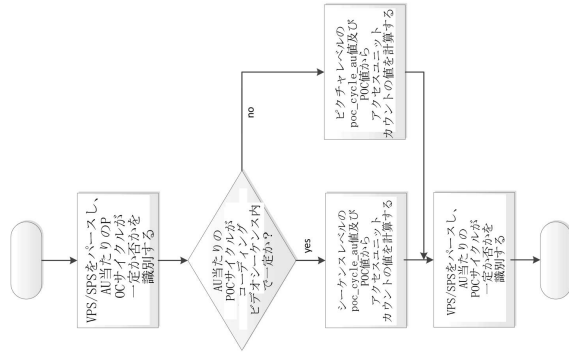 VPS/SPSをパースし、
AU当たりのP
OCサイクルが
一定か否かを
識別する
AU当たりの
POCサイクルが
コーディング
ビデオシーケンス内
で一定か?
no
yes
ピクチャレベルの
poc_cycle_au値及び
POC値から
アクセスユニット
カウントの値を計算する
シーケンスレベルの
poc_cycle_au値及び
POC値から
アクセスユニット
カウントの値を計算する
VPS/SPSをパースし、
AU当たりの
POCサイクルが
一定か否かを
識別する